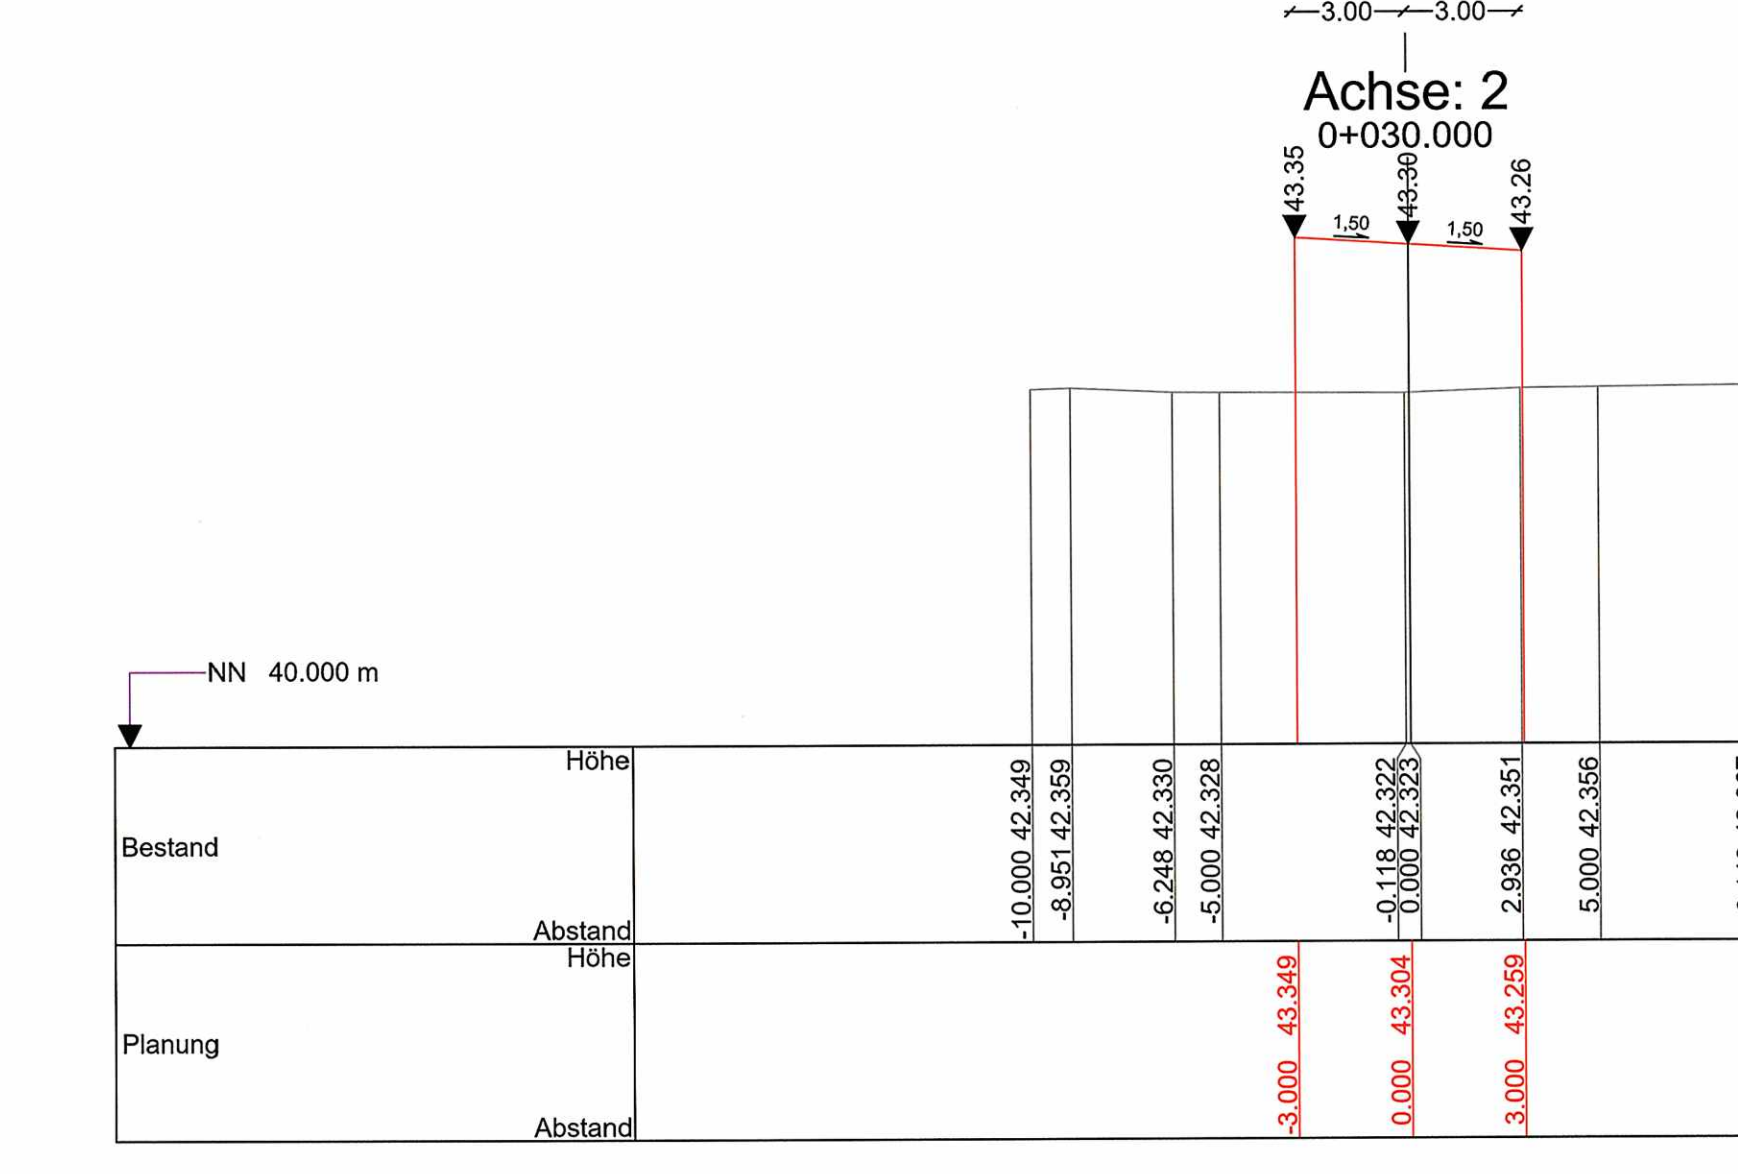 3.00 3.00
Achse: 2
0+030.000
43.35 43.30 43.26
1,50 1,50
NN 40.000 m
Höhe
Bestand
Abstand
-10.000 42.349
-8.951 42.359
-6.248 42.330
-5.000 42.328
-0.118 42.322
0.000 42.323
2.936 42.351
5.000 42.356
Höhe
Planung
Abstand
-3.000 43.349
0.000 43.304
3.000 43.259